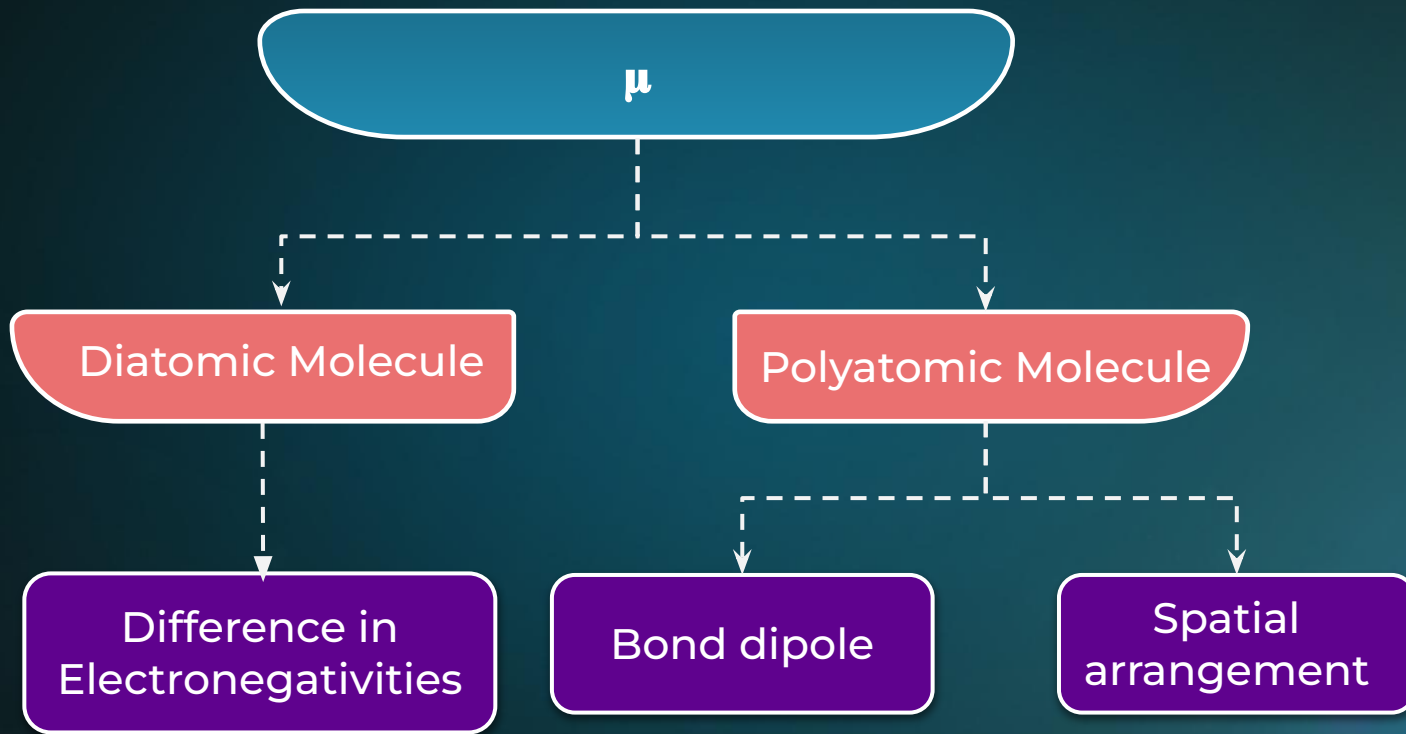 μ
Diatomic Molecule
Polyatomic Molecule
Difference in
Electronegativities
Bond dipole
Spatial
arrangement